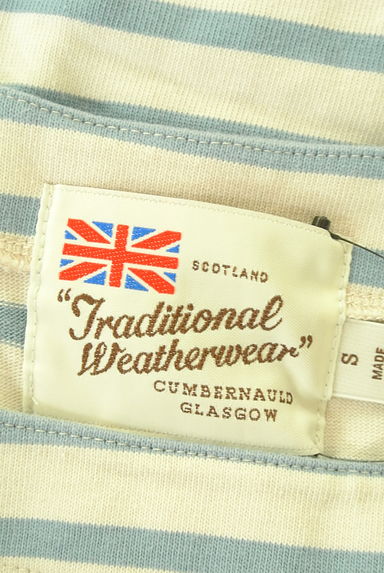 SCOTLAND
"Traditional
Weatherwear"
CUMBERNAULD
GLASGOW
S
MADE